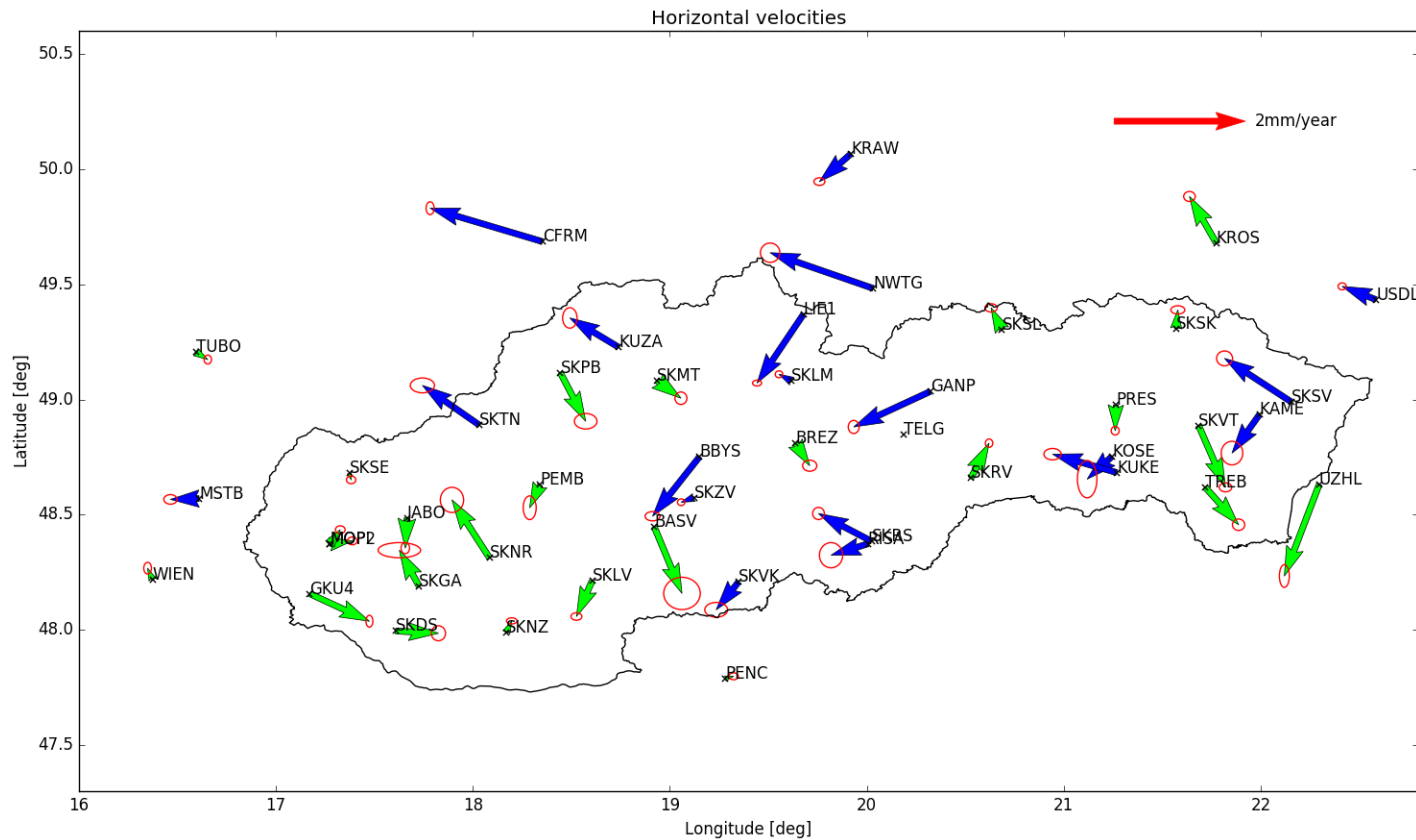 Horizontal velocities
50.5
2mm/year
KRAW
50.0
CFRM
KROS
NWTG
49.5
USDL
LIE1
SKSL
SKSK
TUBO
KUZA
SKPB
SKMT
SKLM
GANP
49.0
SKSV
SKTN
PRES
KAME
SKVT
BREZ
TELG
BBYS
KOSE
SKSE
PEMB
SKRV
KUKE
MSTB
SKZV
TREB
UZHL
48.5
JABO
BASV
MOPI
SKNR
SKRS
WIEN
SKGA
SKLV
SKVK
GKU4
48.0
SKDS
SKNZ
PENC
47.5
16
17
18
19
20
21
22
Longitude [deg]
Latitude [deg]